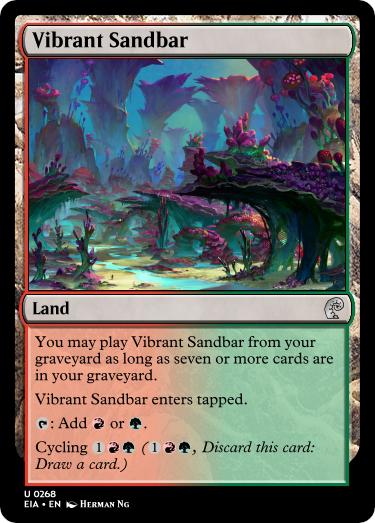 Vibrant Sandbar
Land
You may play Vibrant Sandbar from your
graveyard as long as seven or more cards are
in your graveyard.
Vibrant Sandbar enters tapped.
: Add or .
Cycling 1 (1, Discard this card:
Draw a card.)
U 0268
EIA • EN Herman Ng